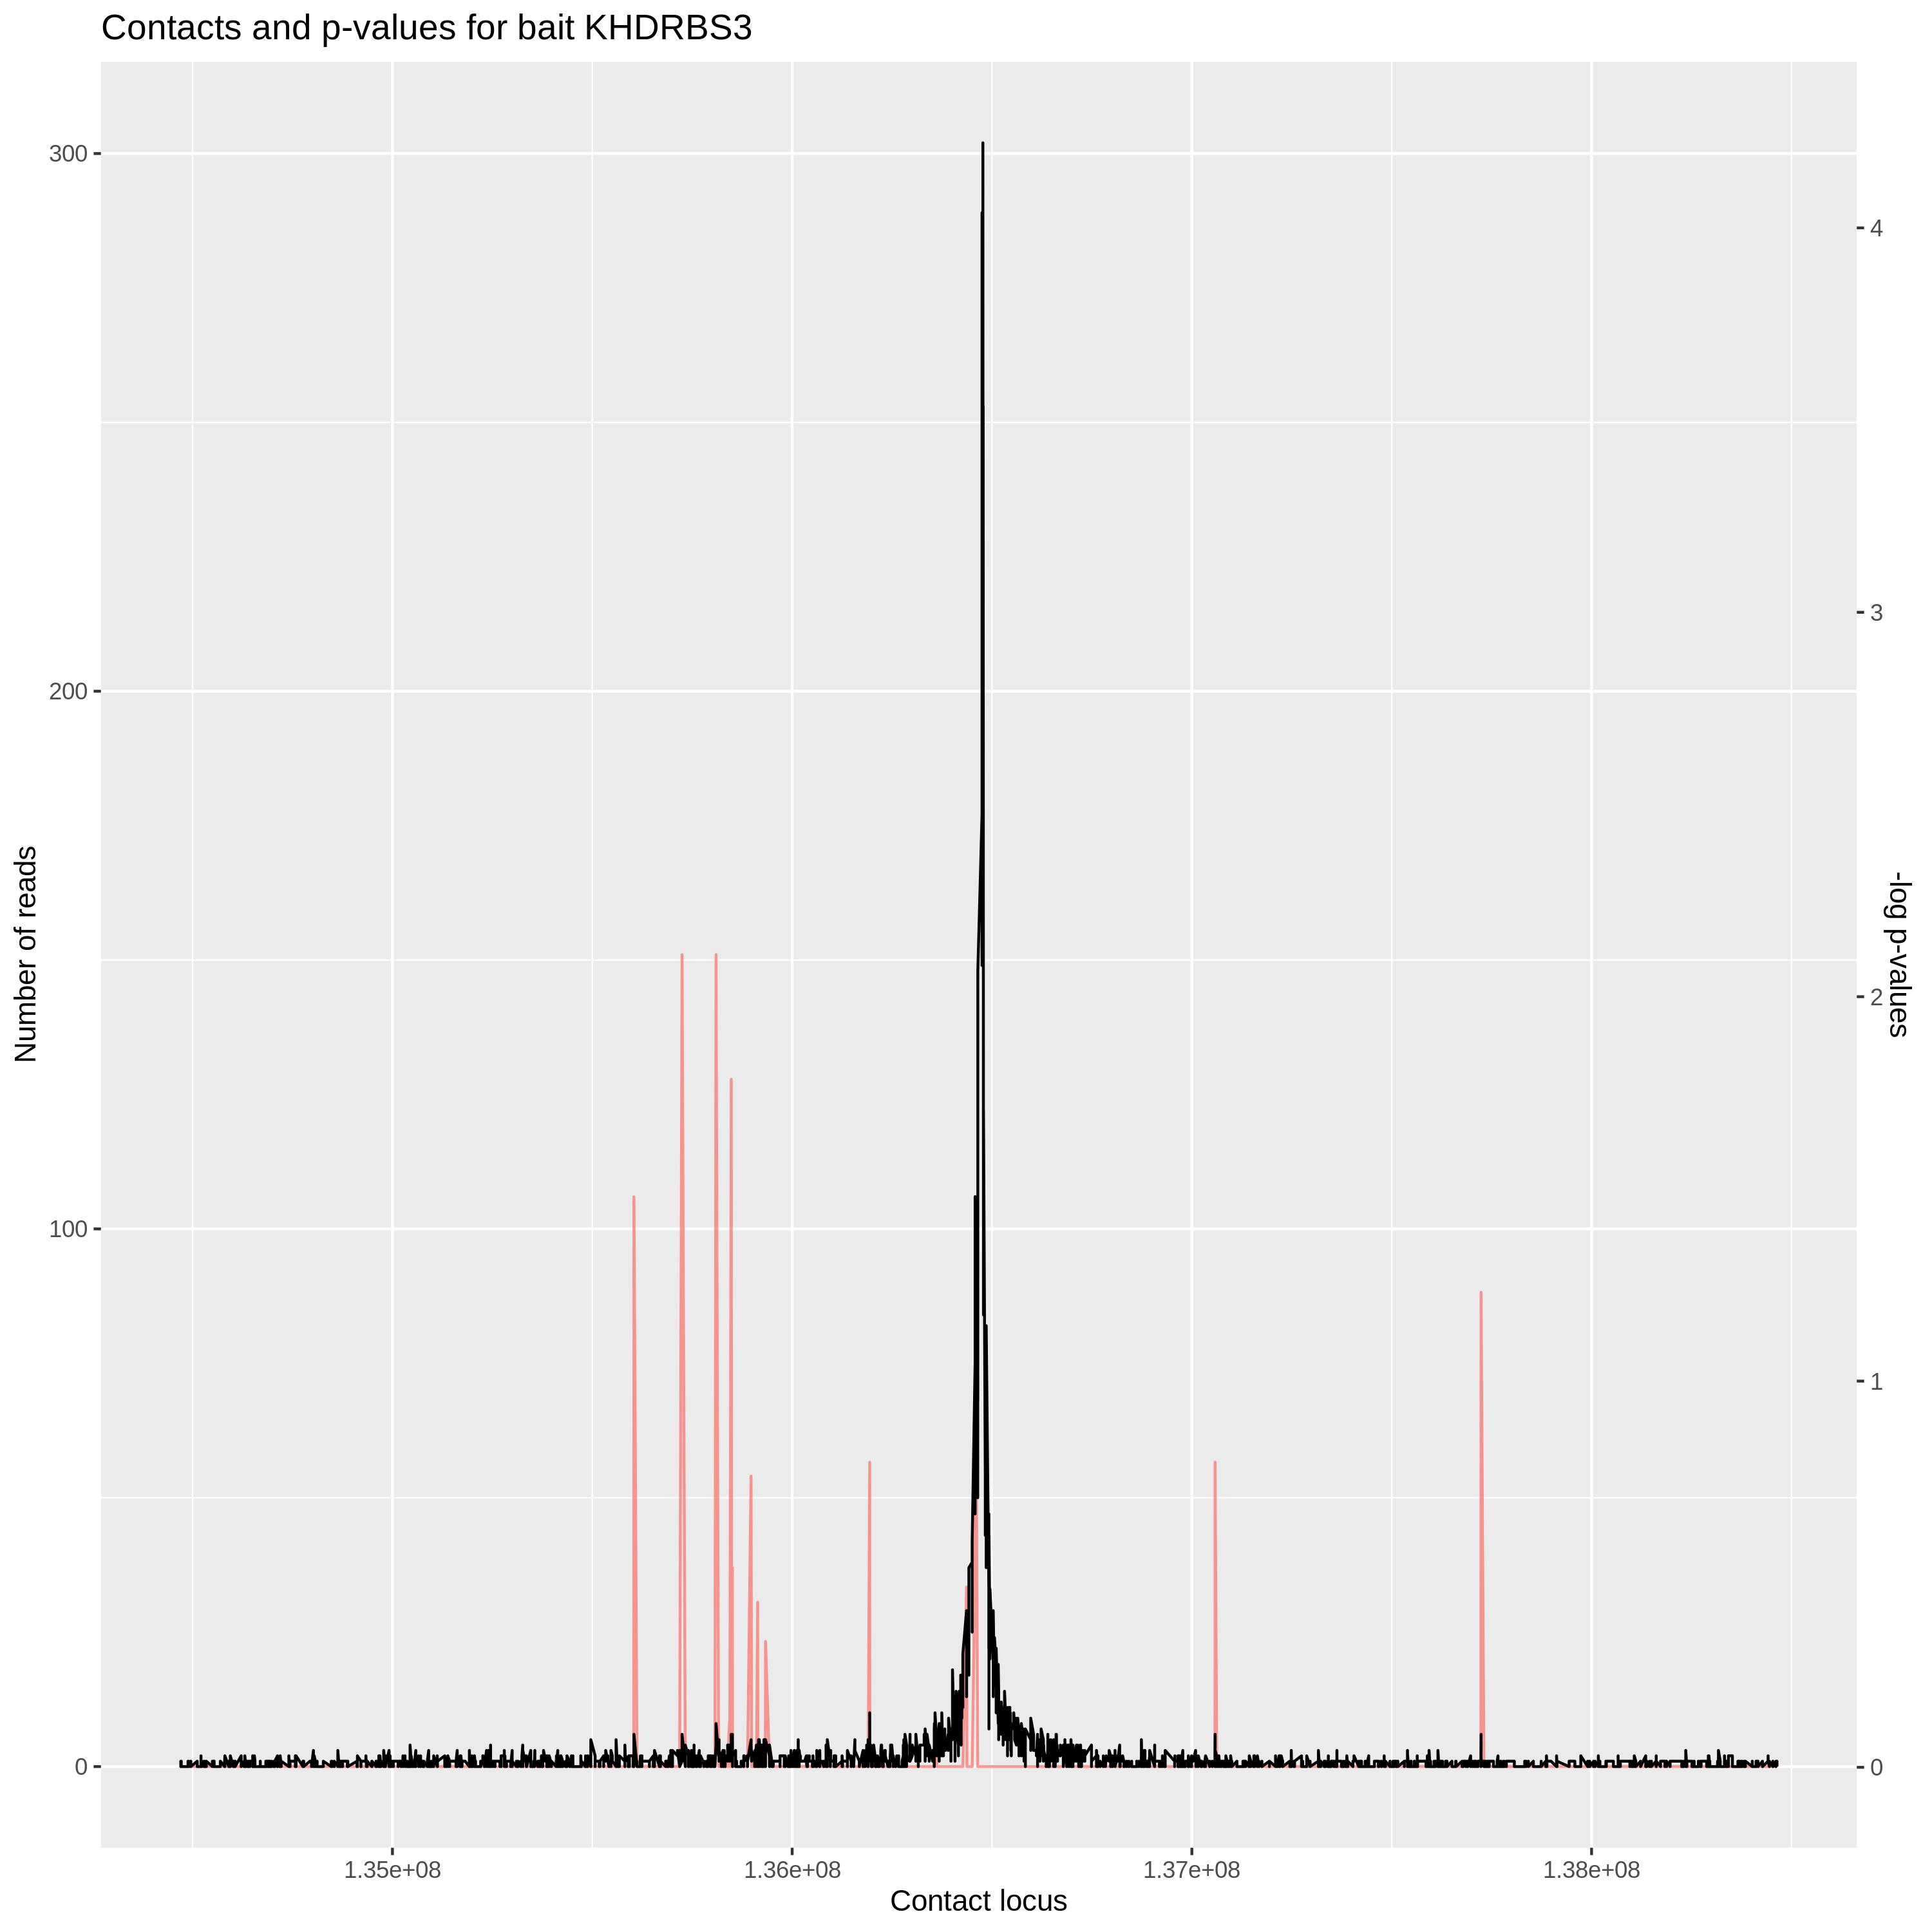 Contacts and p-values for bait KHDRBS3
300
200
100
0
Number of reads
4
3
2
1
0
-log p-values
1.35e+08
1.36e+08
1.37e+08
1.38e+08
Contact locus